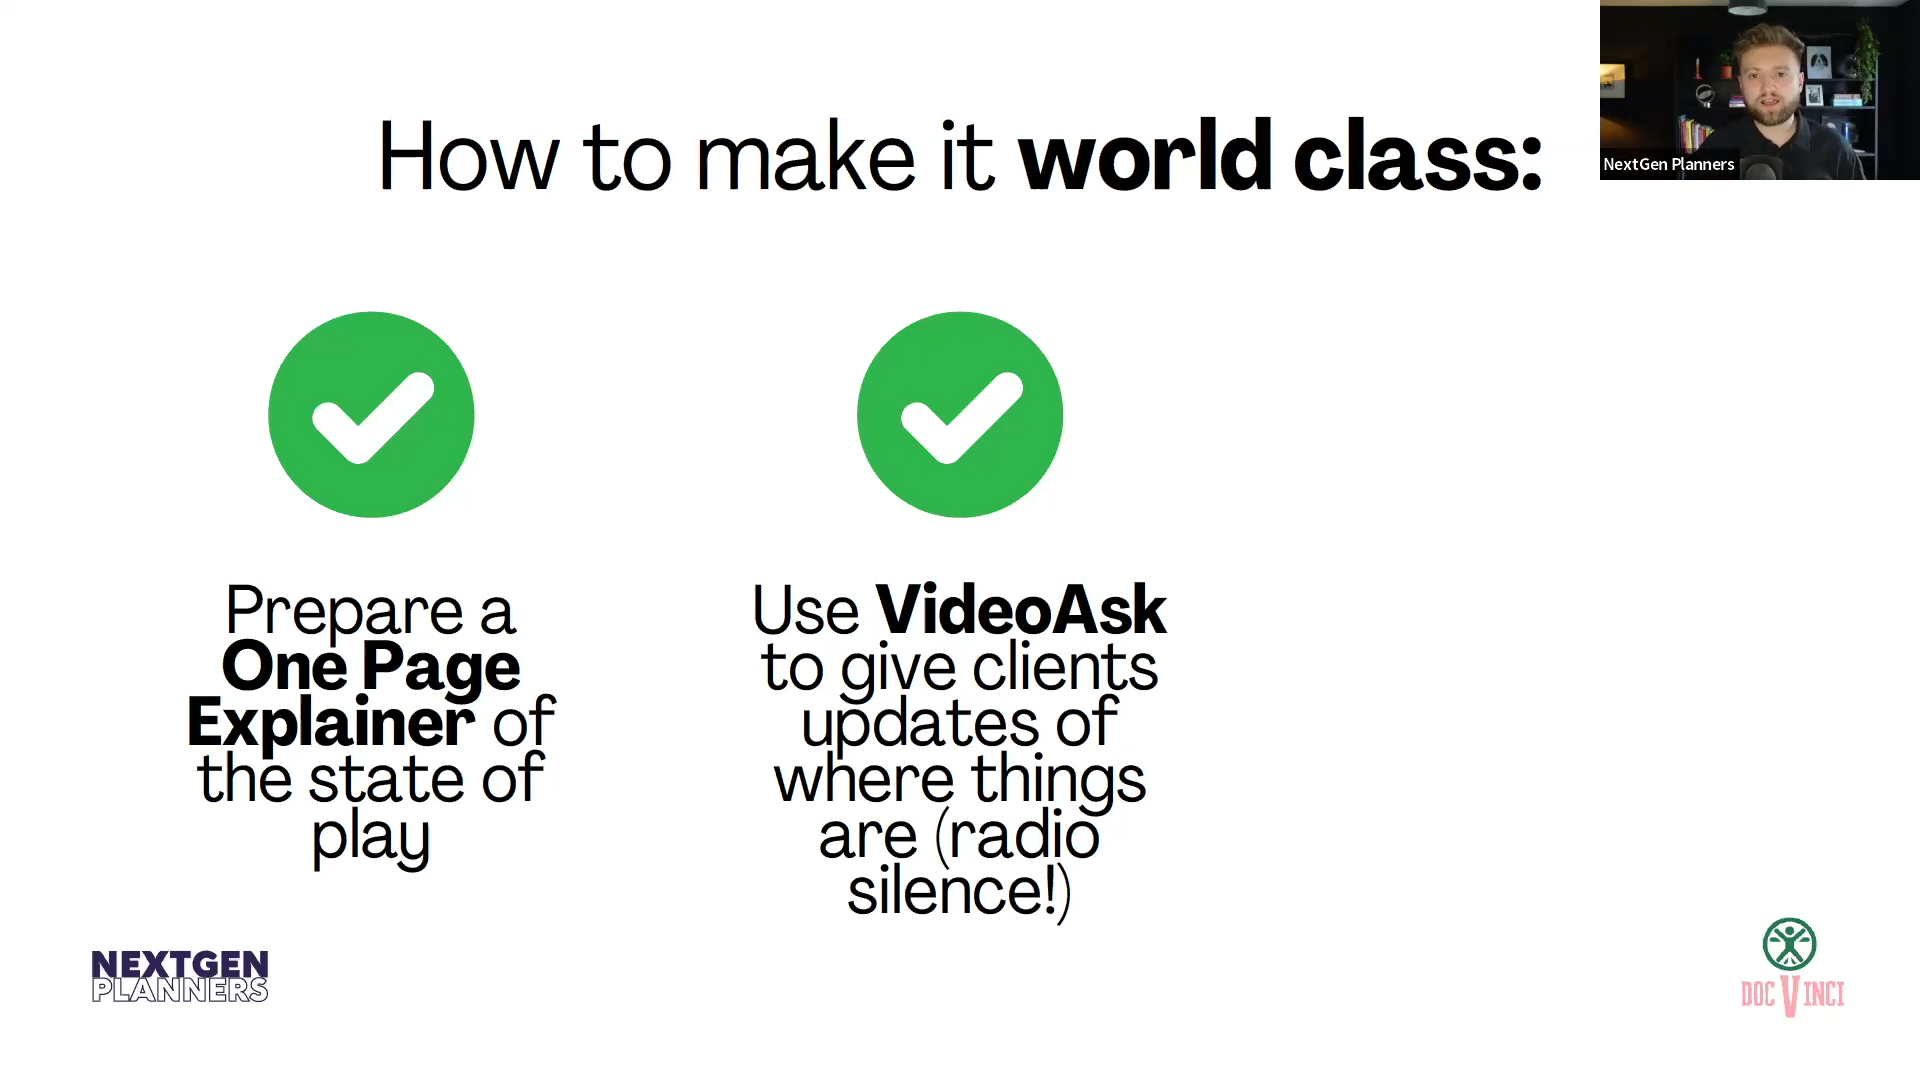 How to make it world class:
NextGen Planners
Prepare a
One Page
Explainer of
the state of
play
Use VideoAsk
to give clients
updates of
where things
are (radio
silence!)
NEXTGEN
PLANNERS
DOC VINCI